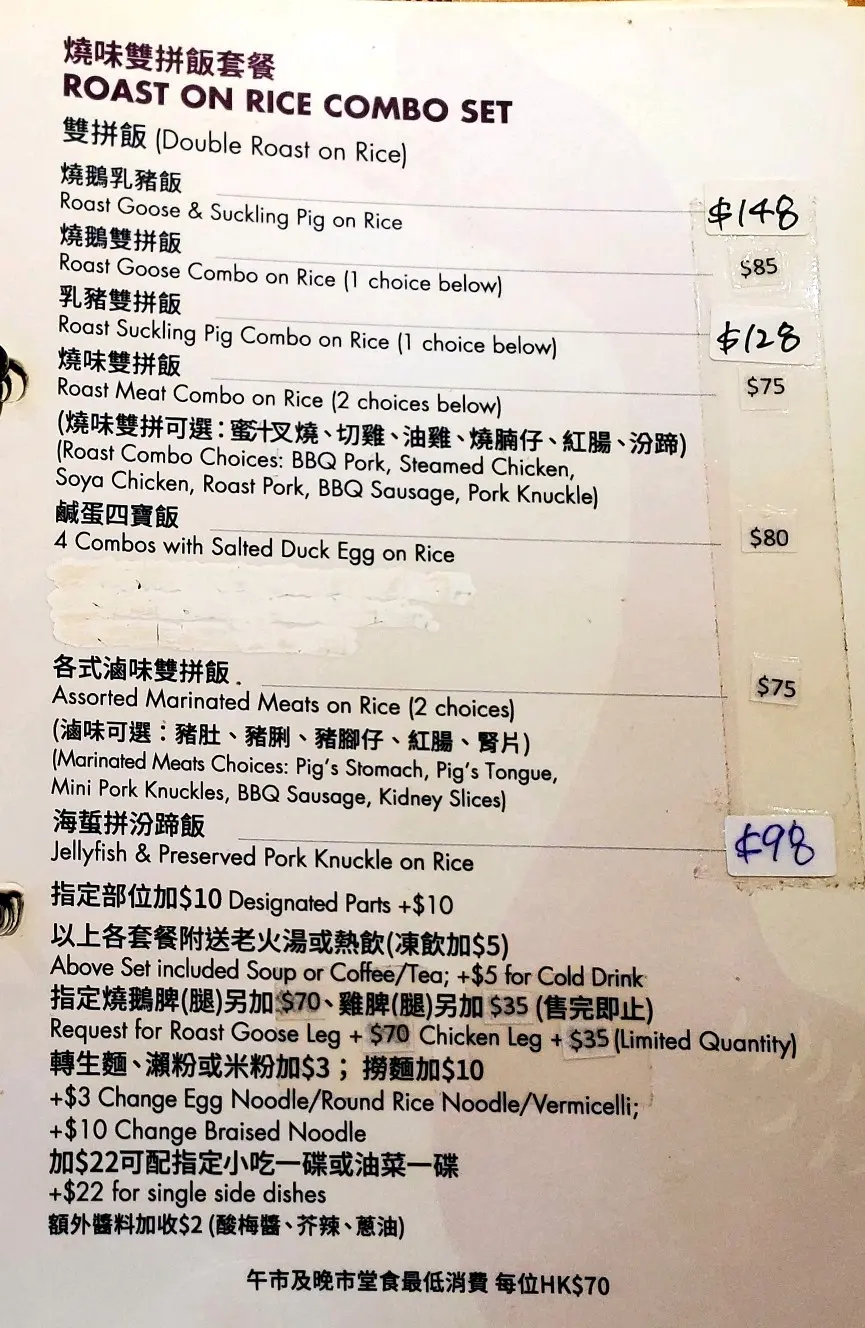 燒味雙拼飯套餐
ROAST ON RICE COMBO SET
雙拼飯 (Double Roast on Rice)
燒鵝乳豬飯
Roast Goose & Suckling Pig on Rice $148
燒鵝雙拼飯
Roast Goose Combo on Rice (1 choice below) $85
乳豬雙拼飯
Roast Suckling Pig Combo on Rice (1 choice below) $128
燒味雙拼飯
Roast Meat Combo on Rice (2 choices below) $75
(燒味雙拼可選：蜜汁叉燒、切雞、油雞、燒腩仔、紅腸、汾蹄)
(Roast Combo Choices: BBQ Pork, Steamed Chicken,
Soya Chicken, Roast Pork, BBQ Sausage, Pork Knuckle)
鹹蛋四寶飯
4 Combos with Salted Duck Egg on Rice $80
各式滷味雙拼飯
Assorted Marinated Meats on Rice (2 choices) $75
(滷味可選：豬肚、豬脷、豬腳仔、紅腸、腎片)
(Marinated Meats Choices: Pig's Stomach, Pig's Tongue,
Mini Pork Knuckles, BBQ Sausage, Kidney Slices)
海蜇拼汾蹄飯
Jellyfish & Preserved Pork Knuckle on Rice $98
指定部位加$10 Designated Parts +$10
以上各套餐附送老火湯或熱飲(凍飲加$5)
Above Set included Soup or Coffee/Tea; +$5 for Cold Drink
指定燒鵝脾(腿)另加$70、雞脾(腿)另加$35 (售完即止)
Request for Roast Goose Leg + $70 Chicken Leg + $35 (Limited Quantity)
轉生麵、瀨粉或米粉加$3； 撈麵加$10
+$3 Change Egg Noodle/Round Rice Noodle/Vermicelli;
+$10 Change Braised Noodle
加$22可配指定小吃一碟或油菜一碟
+$22 for single side dishes
額外醬料加收$2 (酸梅醬、芥辣、蔥油)
午市及晚市堂食最低消費 每位HK$70